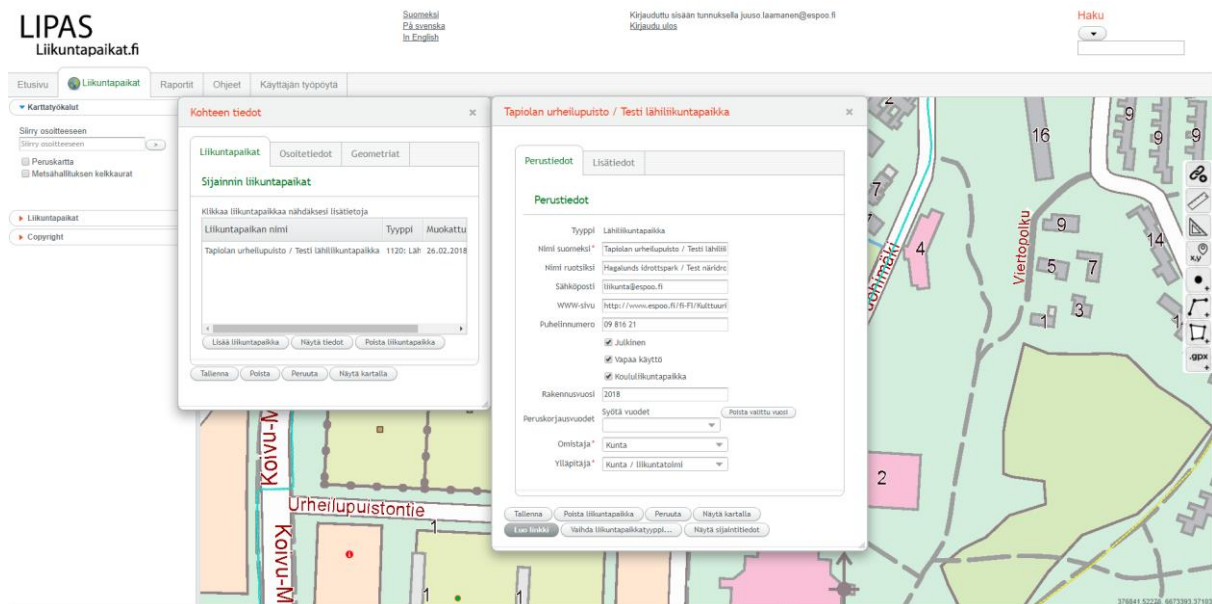 LIPAS
Liikuntapaikat.fi
Suomeksi
På svenska
In English
Kirjauduttu sisään tunnuksella juuso.laamanen@espoo.fi
Kirjaudu ulos
Haku
Etusivu
Liikuntapaikat
Raportit
Ohjeet
Käyttäjän työpöytä
Karttatyökalut
Siirry osoitteeseen
Siirry osoitteeseen
>
Peruskartta
Metsähallituksen kelkkaurat
Liikuntapaikat
Copyright
Kohteen tiedot
Liikuntapaikat
Osoitetiedot
Geometriat
Sijainnin liikuntapaikat
Klikkaa liikuntapaikkaa nähdäksesi lisätietoja
Liikuntapaikan nimi Tyyppi Muokattu
Tapiolan urheilupuisto / Testi lähiliikuntapaikka 1120: Läh 26.02.2018
Lisää liikuntapaikka Näytä tiedot Poista liikuntapaikka
Tallenna Poista Peruuta Näytä kartalla
Tapiolan urheilupuisto / Testi lähiliikuntapaikka
Perustiedot
Lisätiedot
Perustiedot
Tyyppi Lähiliikuntapaikka
Nimi suomeksi* Tapiolan urheilupuisto / Testi lähilii
Nimi ruotsiksi Hagalunds idrottspark / Test näridro
Sähköposti liikunta@espoo.fi
WWW-sivu http://www.espoo.fi/fi-FI/Kulttuuri
Puhelinnumero 09 816 21
Julkinen
Vapaa käyttö
Koululiikuntapaikka
Rakennusvuosi 2018
Peruskorjausvuodet Syötä vuodet Poista valittu vuosi
Omistaja* Kunta
Ylläpitäjä* Kunta / liikuntatoimi
Tallenna Poista liikuntapaikka Peruuta Näytä kartalla
Luo linkki Vaihda liikuntapaikkatyyppi... Näytä sijaintitiedot
2
16
9
9
9
7
4
9
14
5
7
3
1
1
2
Viertopolku
Koivu-M
Koivu-M
Urheilupuistontie
1
1
1
x,y
.gpx